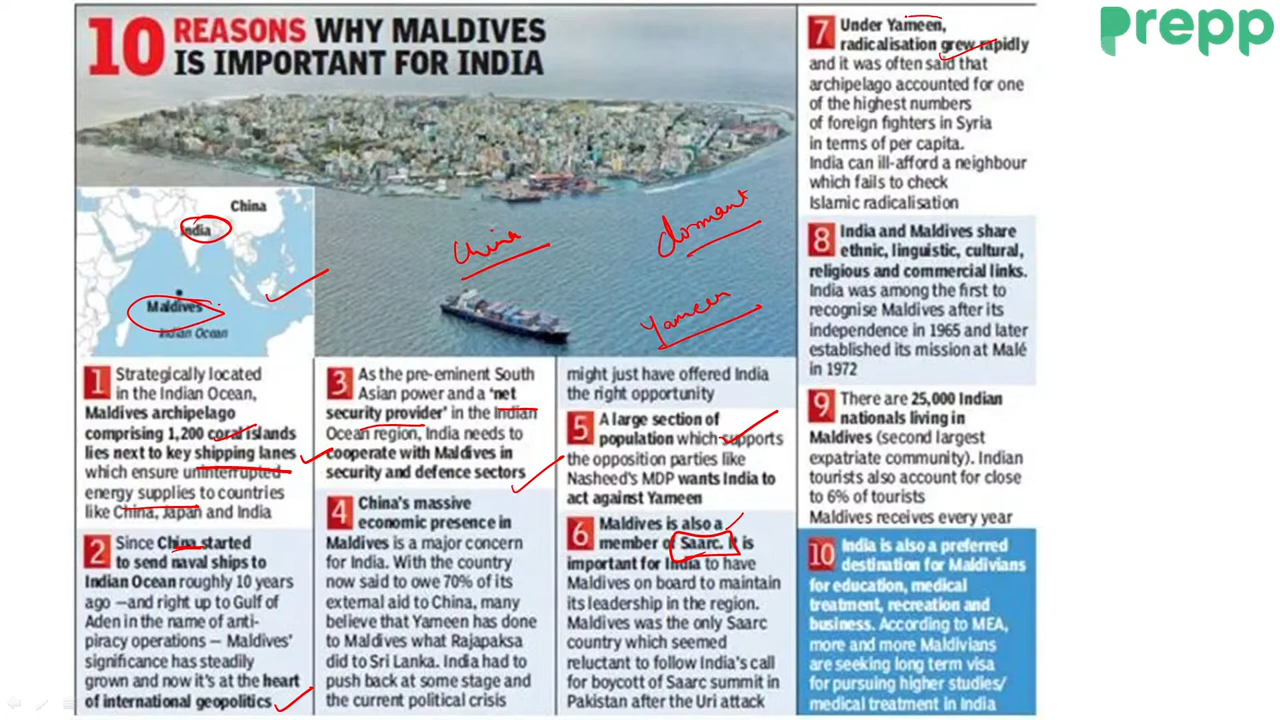 prepp
10 REASONS WHY MALDIVES
IS IMPORTANT FOR INDIA
China
India
Maldives
Indian Ocean
China
dormant
Yameen
1 Strategically located
in the Indian Ocean,
Maldives archipelago
comprising 1,200 coral islands
lies next to key shipping lanes
which ensure uninterrupted
energy supplies to countries
like China, Japan and India
2 Since China started
to send naval ships to
Indian Ocean roughly 10 years
ago —and right up to Gulf of
Aden in the name of anti-
piracy operations — Maldives'
significance has steadily
grown and now it's at the heart
of international geopolitics
3 As the pre-eminent South
Asian power and a 'net
security provider' in the Indian
Ocean region, India needs to
cooperate with Maldives in
security and defence sectors
4 China's massive
economic presence in
Maldives is a major concern
for India. With the country
now said to owe 70% of its
external aid to China, many
believe that Yameen has done
to Maldives what Rajapaksa
did to Sri Lanka. India had to
push back at some stage and
the current political crisis
might just have offered India
the right opportunity
5 A large section of
population which supports
the opposition parties like
Nasheed's MDP wants India to
act against Yameen
6 Maldives is also a
member of Saarc. It is
important for India to have
Maldives on board to maintain
its leadership in the region.
Maldives was the only Saarc
country which seemed
reluctant to follow India's call
for boycott of Saarc summit in
Pakistan after the Uri attack
7 Under Yameen,
radicalisation grew rapidly
and it was often said that
archipelago accounted for one
of the highest numbers
of foreign fighters in Syria
in terms of per capita.
India can ill-afford a neighbour
which fails to check
Islamic radicalisation
8 India and Maldives share
ethnic, linguistic, cultural,
religious and commercial links.
India was among the first to
recognise Maldives after its
independence in 1965 and later
established its mission at Malé
in 1972
9 There are 25,000 Indian
nationals living in
Maldives (second largest
expatriate community). Indian
tourists also account for close
to 6% of tourists
Maldives receives every year
10 India is also a preferred
destination for Maldivians
for education, medical
treatment, recreation and
business. According to MEA,
more and more Maldivians
are seeking long term visa
for pursuing higher studies/
medical treatment in India